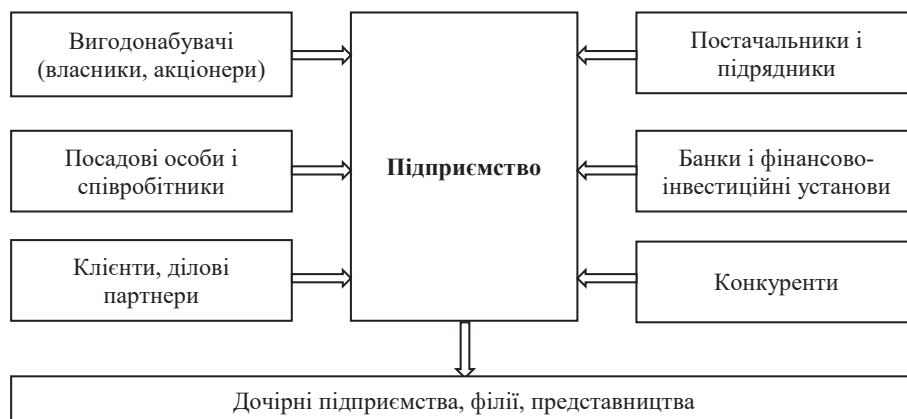 Вигодонабувачі
(власники, акціонери)
Посадові особи і
співробітники
Клієнти, ділові
партнери
Підприємство
Постачальники і
підрядники
Банки і фінансово-
інвестиційні установи
Конкуренти
Дочірні підприємства, філії, представництва